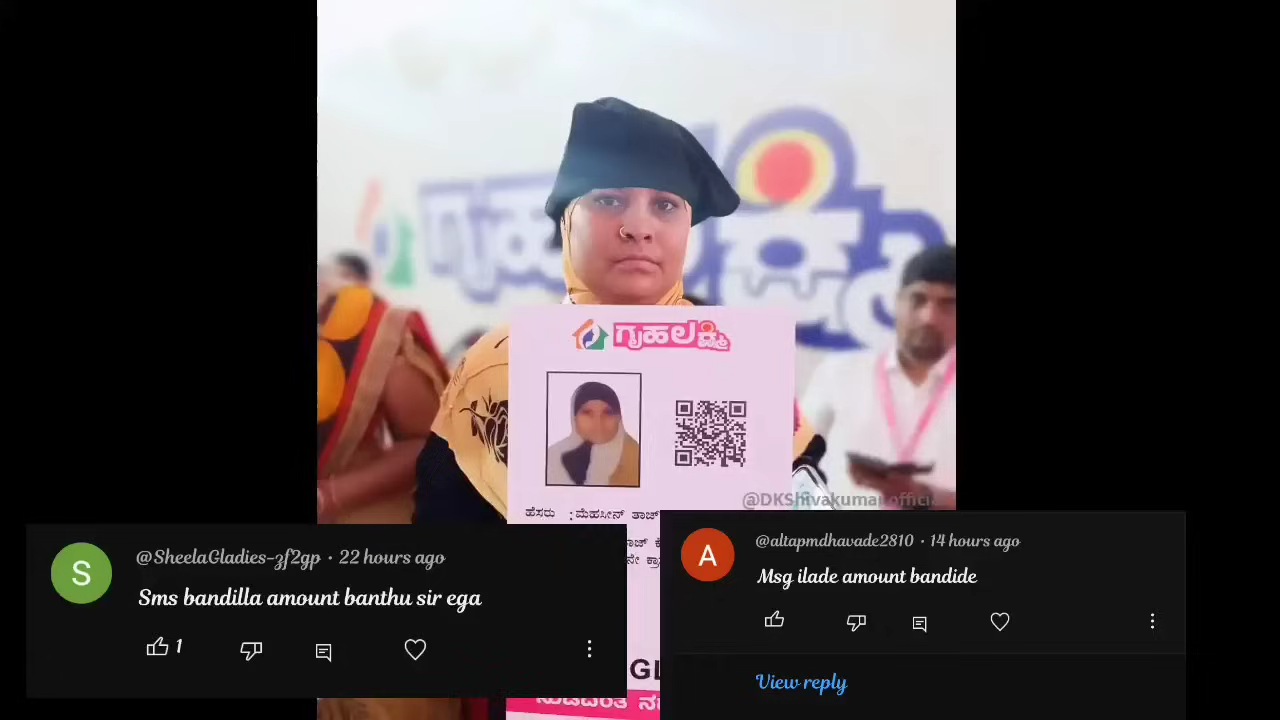 ಗೃಹಲಕ್ಷ್ಮಿ
@DKShivakumar.official
ಹೆಸರು : ಮೆಹಸೀನ್ ತಾಜ್
S
@SheelaGladies-zf2gp · 22 hours ago
Sms bandilla amount banthu sir ega
1
A
@altapmdhavade2810 · 14 hours ago
Msg ilade amount bandide
View reply